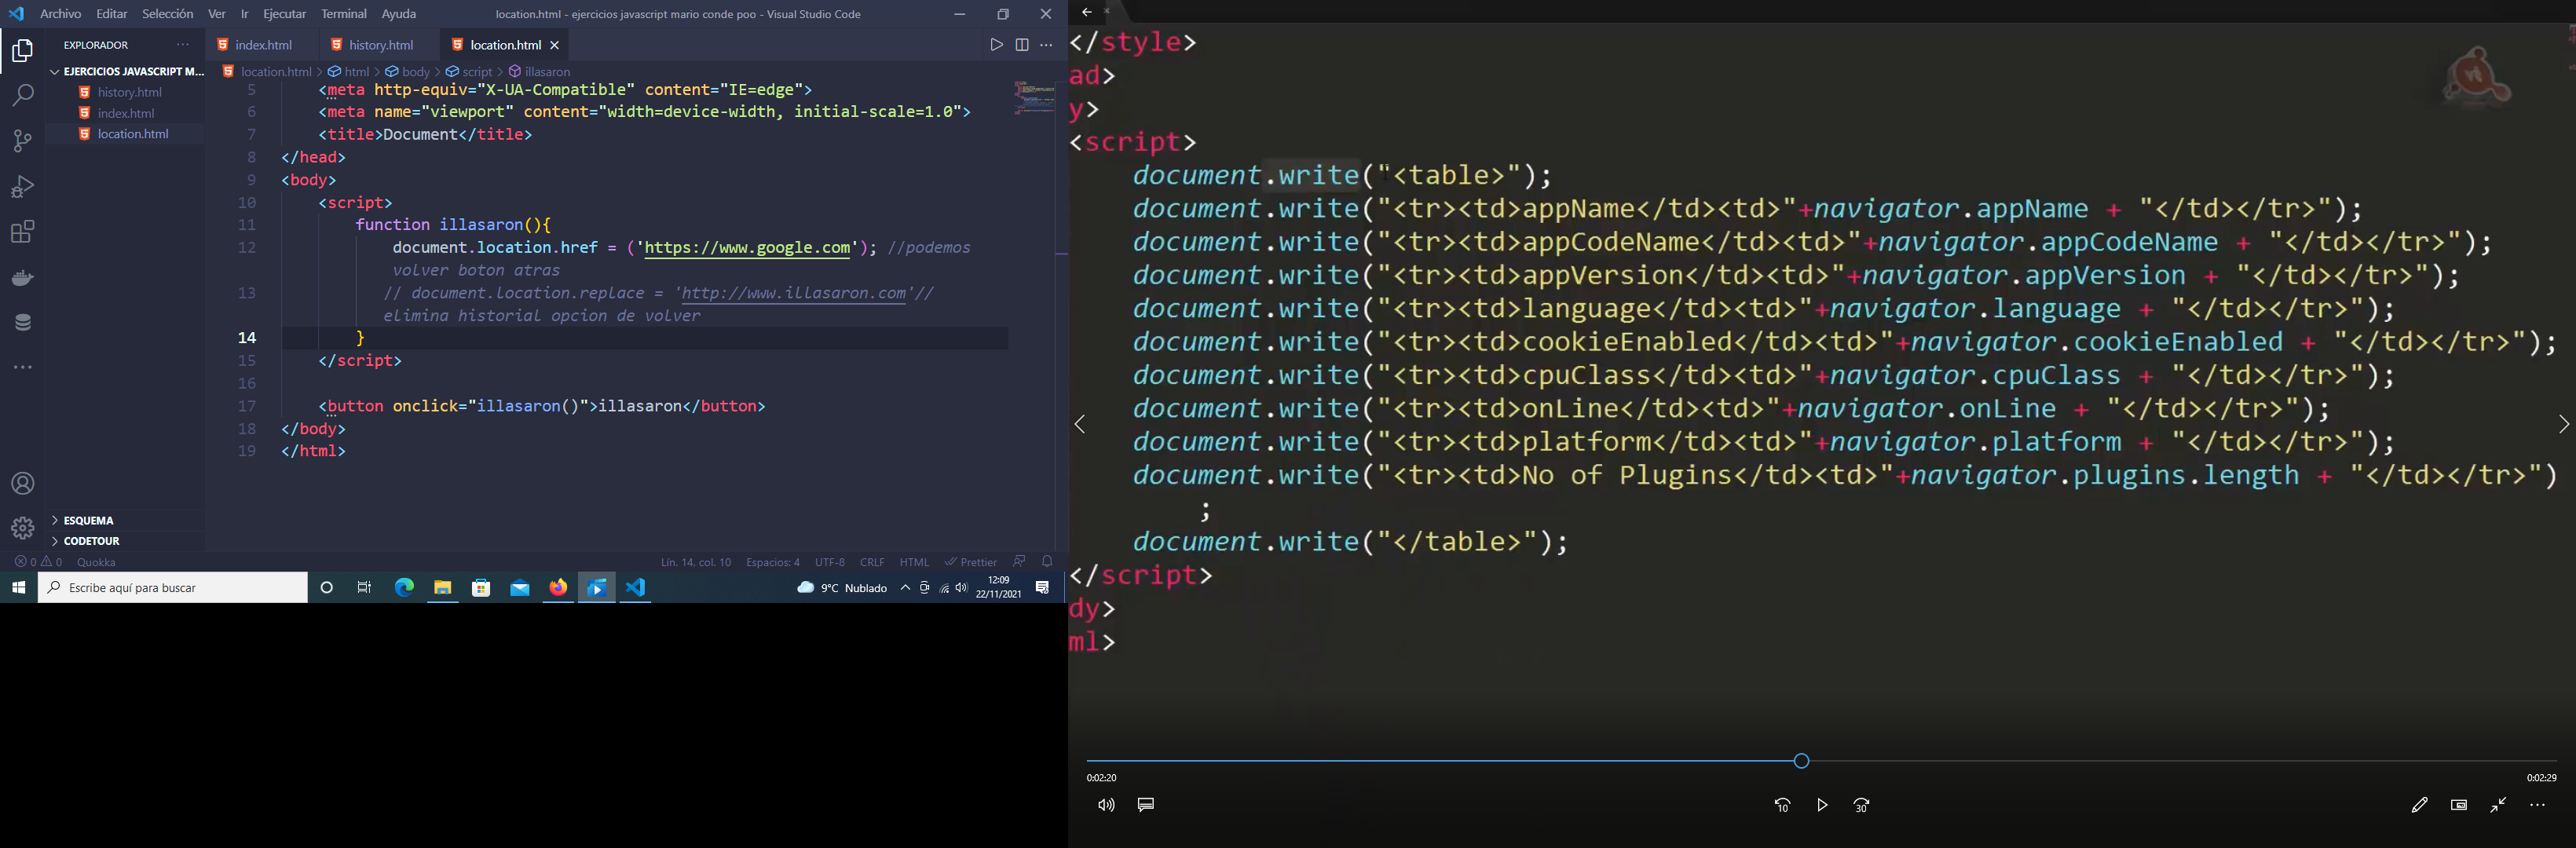 Archivo Editar Selección Ver Ir Ejecutar Terminal Ayuda
location.html - ejercicios javascript mario conde poo - Visual Studio Code
EXPLORADOR
EJERCICIOS JAVASCRIPT M...
history.html
index.html
location.html
ESQUEMA
CODETOUR
index.html history.html location.html
location.html > html > body > script > illasaron
5 <meta http-equiv="X-UA-Compatible" content="IE=edge">
6 <meta name="viewport" content="width=device-width, initial-scale=1.0">
7 <title>Document</title>
8 </head>
9 <body>
10 <script>
11 function illasaron(){
12 document.location.href = ('https://www.google.com'); //podemos
volver boton atras
13 // document.location.replace = 'http://www.illasaron.com'//
elimina historial opcion de volver
14 }
15 </script>
16
17 <button onclick="illasaron()">illasaron</button>
18 </body>
19 </html>
0 0 Quokka
Lín. 14, col. 10 Espacios: 4 UTF-8 CRLF HTML Prettier
Escribe aquí para buscar
9°C Nublado
12:09
22/11/2021
</style>
ad>
y>
<script>
document.write("<table>");
document.write("<tr><td>appName</td><td>"+navigator.appName + "</td></tr>");
document.write("<tr><td>appCodeName</td><td>"+navigator.appCodeName + "</td></tr>");
document.write("<tr><td>appVersion</td><td>"+navigator.appVersion + "</td></tr>");
document.write("<tr><td>language</td><td>"+navigator.language + "</td></tr>");
document.write("<tr><td>cookieEnabled</td><td>"+navigator.cookieEnabled + "</td></tr>");
document.write("<tr><td>cpuClass</td><td>"+navigator.cpuClass + "</td></tr>");
document.write("<tr><td>onLine</td><td>"+navigator.onLine + "</td></tr>");
document.write("<tr><td>platform</td><td>"+navigator.platform + "</td></tr>");
document.write("<tr><td>No of Plugins</td><td>"+navigator.plugins.length + "</td></tr>")
;
document.write("</table>");
</script>
dy>
ml>
0:02:20
0:02:29
10
30